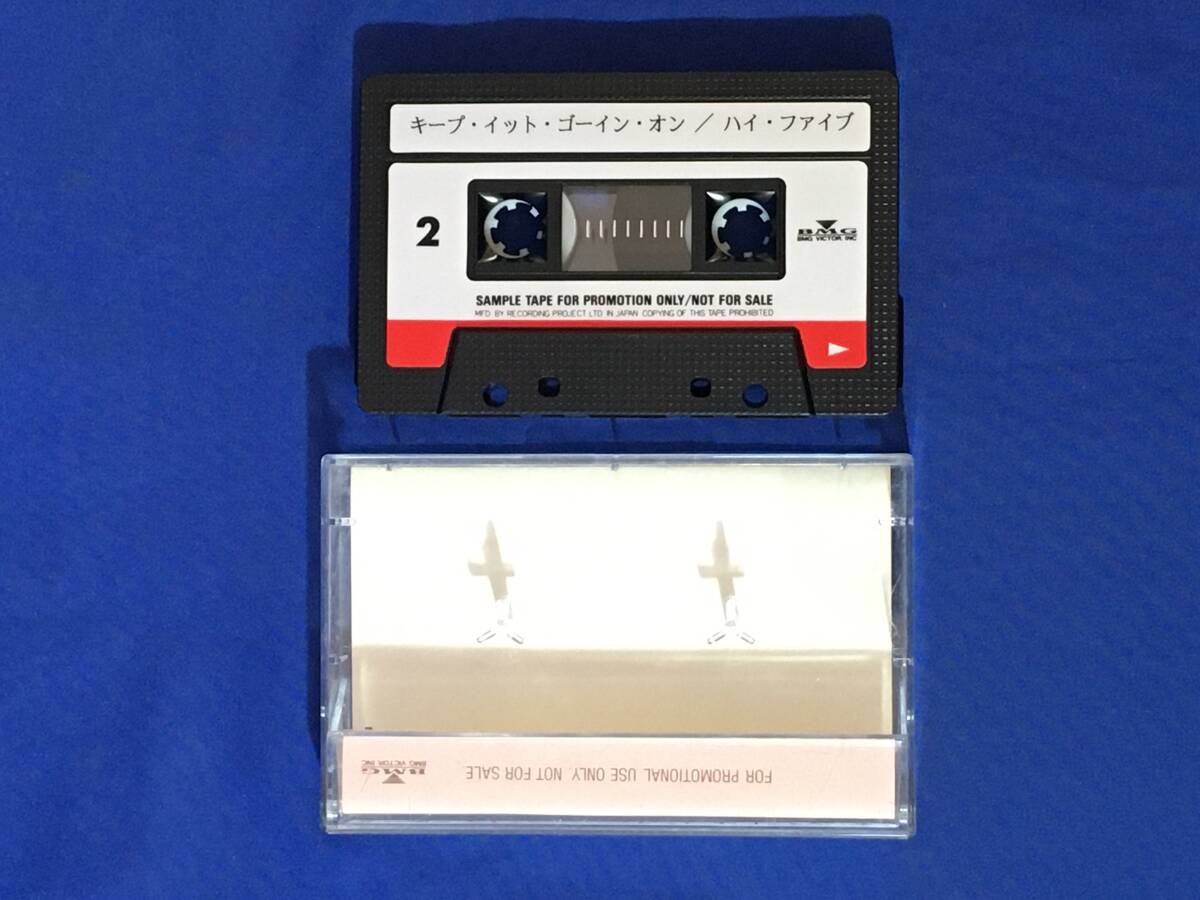 キープ・イット・ゴーイン・オン ／ ハイ・ファイブ
2
BMG
BMG VICTOR, INC
SAMPLE TAPE FOR PROMOTION ONLY/NOT FOR SALE
MFD BY RECORDING PROJECT LTD IN JAPAN COPYING OF THIS TAPE PROHIBITED
FOR PROMOTIONAL USE ONLY. NOT FOR SALE
BMG
BMG VICTOR, INC